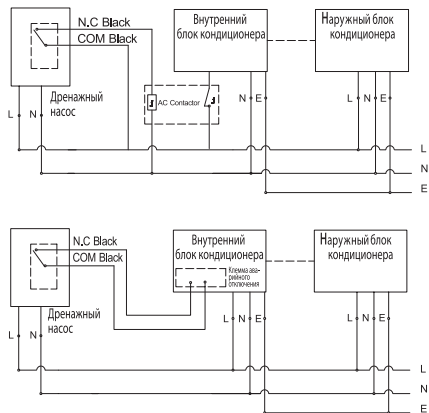 N.C Black
COM Black
Внутренний
блок кондиционера
Наружный блок
кондиционера
AC Contactor
L N
Дренажный
насос
N E
L N E
L
N
E
N.C Black
COM Black
Внутренний
блок кондиционера
Клемма ава-
рийного
отключения
Наружный блок
кондиционера
L N
Дренажный
насос
L N E
L N E
L
N
E